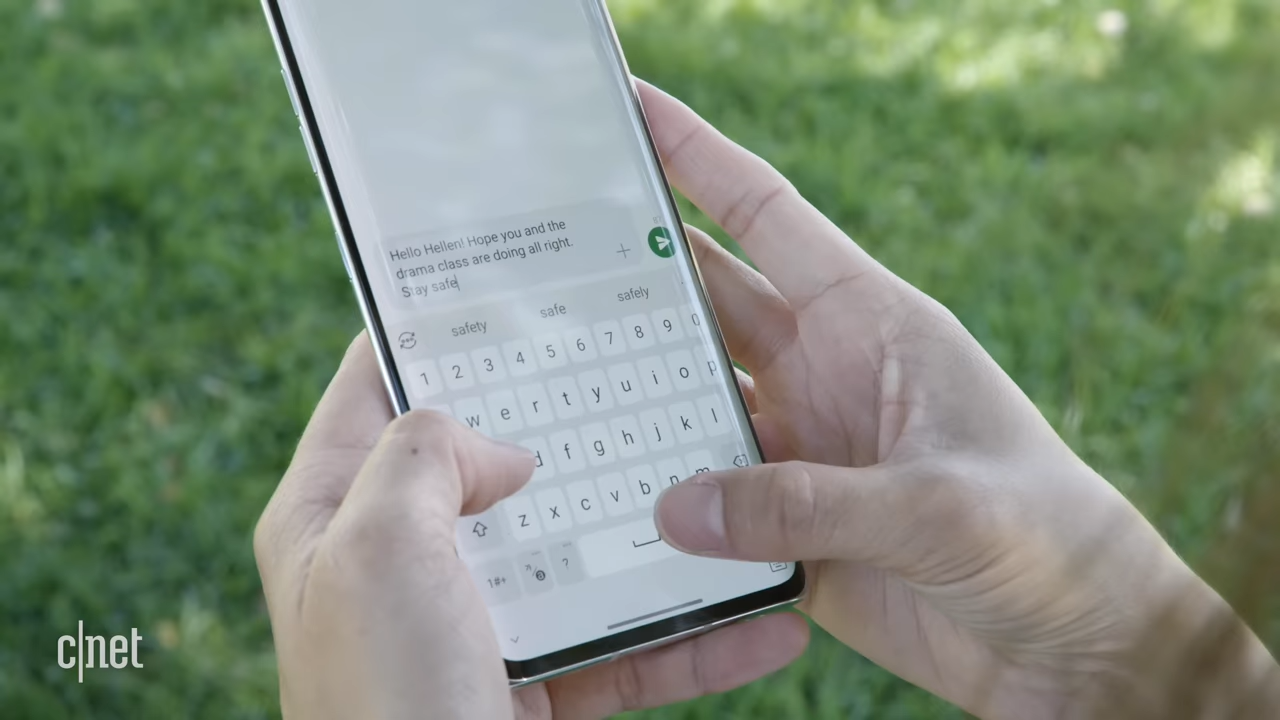 Hello Hellen! Hope you and the
drama class are doing all right.
Stay safe
safety safe safely
1 2 3 4 5 6 7 8 9 0
w e r t y u i o p
d f g h j k l
z x c v b n m
1#+ ?
c|net